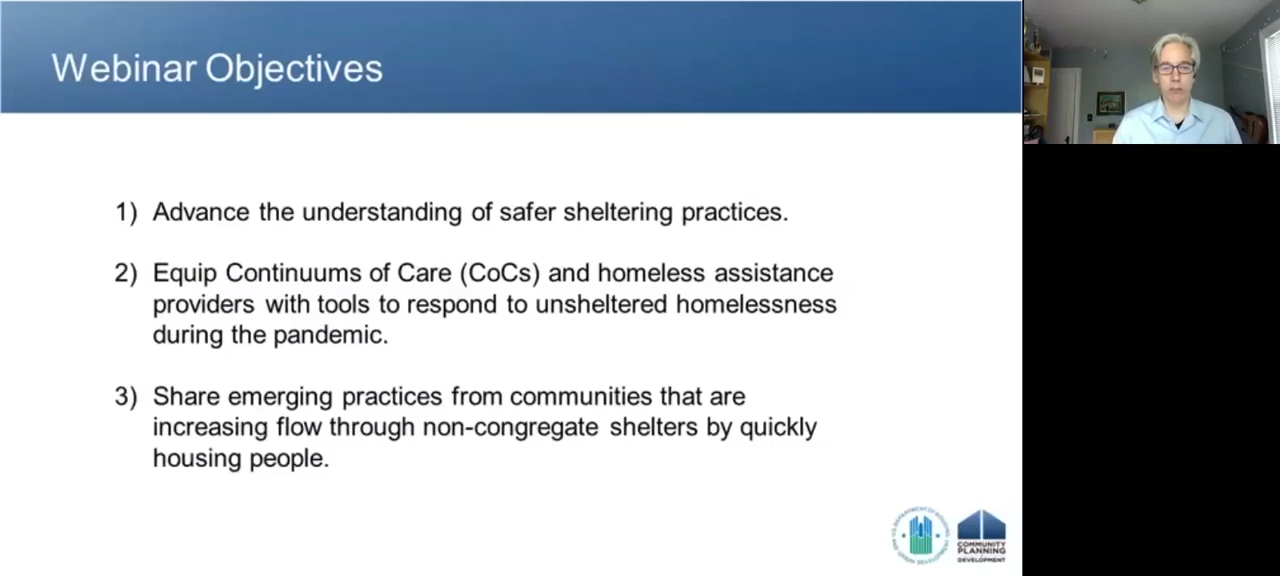 Webinar Objectives
1) Advance the understanding of safer sheltering practices.
2) Equip Continuums of Care (CoCs) and homeless assistance
providers with tools to respond to unsheltered homelessness
during the pandemic.
3) Share emerging practices from communities that are
increasing flow through non-congregate shelters by quickly
housing people.
COMMUNITY
PLANNING
DEVELOPMENT